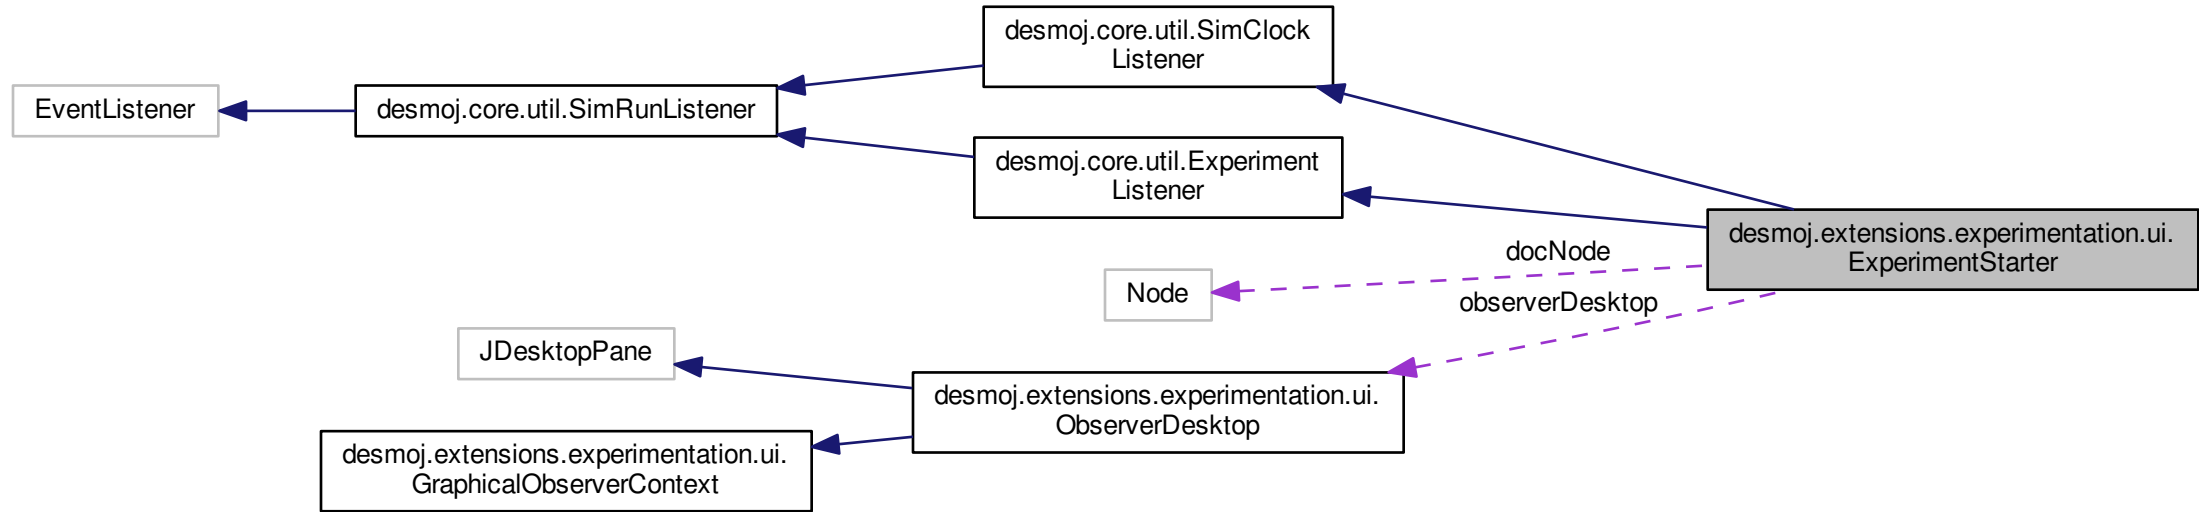 desmoj.core.util.SimClock
Listener
EventListener
desmoj.core.util.SimRunListener
desmoj.core.util.Experiment
Listener
desmoj.extensions.experimentation.ui.
ExperimentStarter
docNode
Node
observerDesktop
JDesktopPane
desmoj.extensions.experimentation.ui.
ObserverDesktop
desmoj.extensions.experimentation.ui.
GraphicalObserverContext